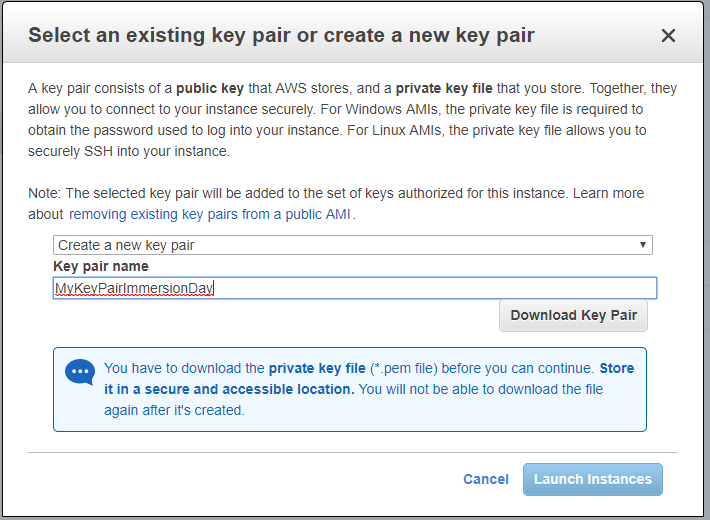 Select an existing key pair or create a new key pair
A key pair consists of a public key that AWS stores, and a private key file that you store. Together, they
allow you to connect to your instance securely. For Windows AMIs, the private key file is required to
obtain the password used to log into your instance. For Linux AMIs, the private key file allows you to
securely SSH into your instance.
Note: The selected key pair will be added to the set of keys authorized for this instance. Learn more
about removing existing key pairs from a public AMI.
Create a new key pair
Key pair name
MyKeyPairImmersionDay
Download Key Pair
You have to download the private key file (*.pem file) before you can continue. Store
it in a secure and accessible location. You will not be able to download the file
again after it's created.
Cancel Launch Instances